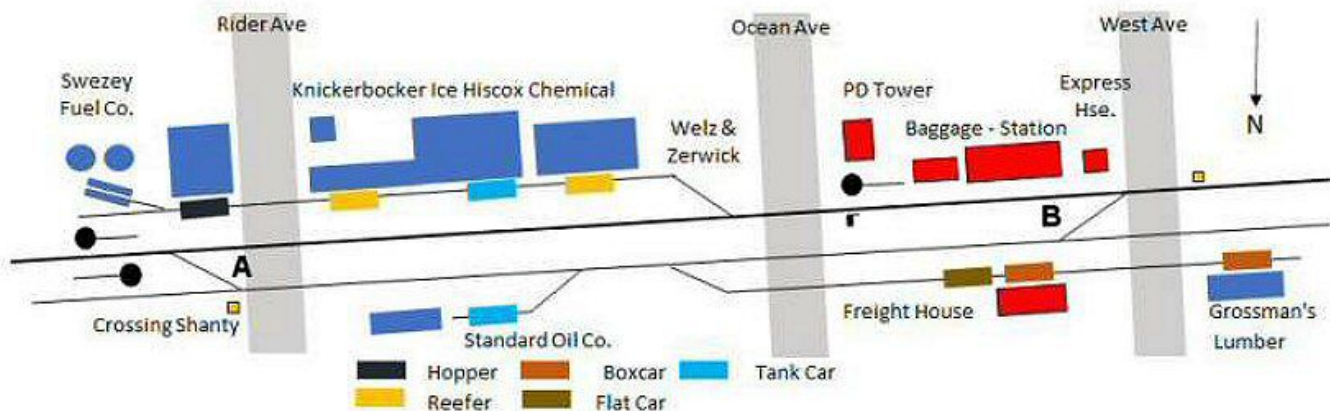 Rider Ave
Ocean Ave
West Ave
Swezey
Fuel Co.
Knickerbocker Ice Hiscox Chemical
Welz &
Zerwick
PD Tower
Express
Hse.
Baggage - Station
N
A
B
Crossing Shanty
Standard Oil Co.
Freight House
Grossman's
Lumber
Hopper
Boxcar
Tank Car
Reefer
Flat Car